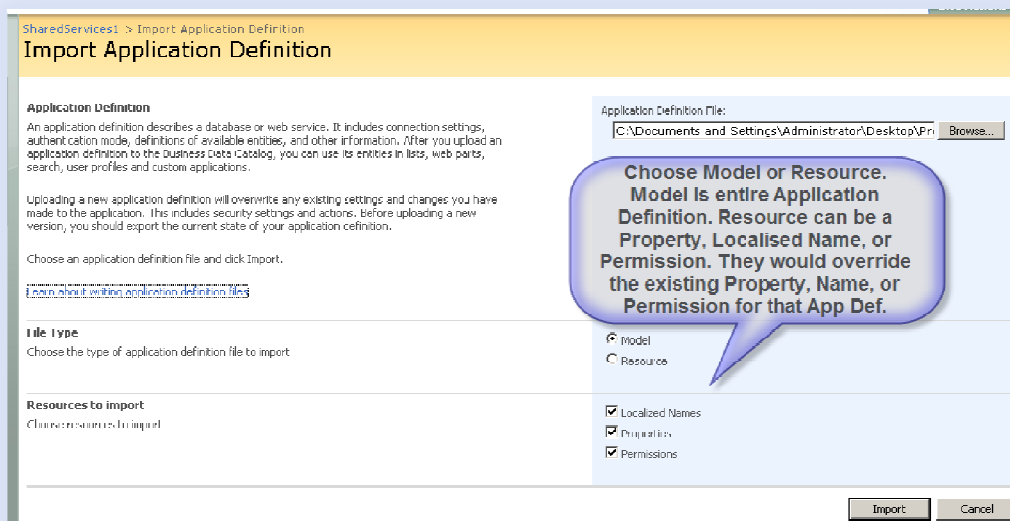 SharedServices1 > Import Application Definition
Import Application Definition
Application Definition
An application definition describes a database or web service. It includes connection settings,
authentication mode, definitions of available entities, and other information. After you upload an
application definition to the Business Data Catalog, you can use its entities in lists, web parts,
search, user profiles and custom applications.
Uploading a new application definition will overwrite any existing settings and changes you have
made to the application. This includes security settings and actions. Before uploading a new
version, you should export the current state of your application definition.
Choose an application definition file and click Import.
Learn about writing application definition files
Application Definition File:
C:\Documents and Settings\Administrator\Desktop\Pr
Browse...
Choose Model or Resource.
Model is entire Application
Definition. Resource can be a
Property, Localised Name, or
Permission. They would override
the existing Property, Name, or
Permission for that App Def.
File Type
Choose the type of application definition file to import
Model
Resource
Resources to import
Choose resources to import
Localized Names
Properties
Permissions
Import
Cancel